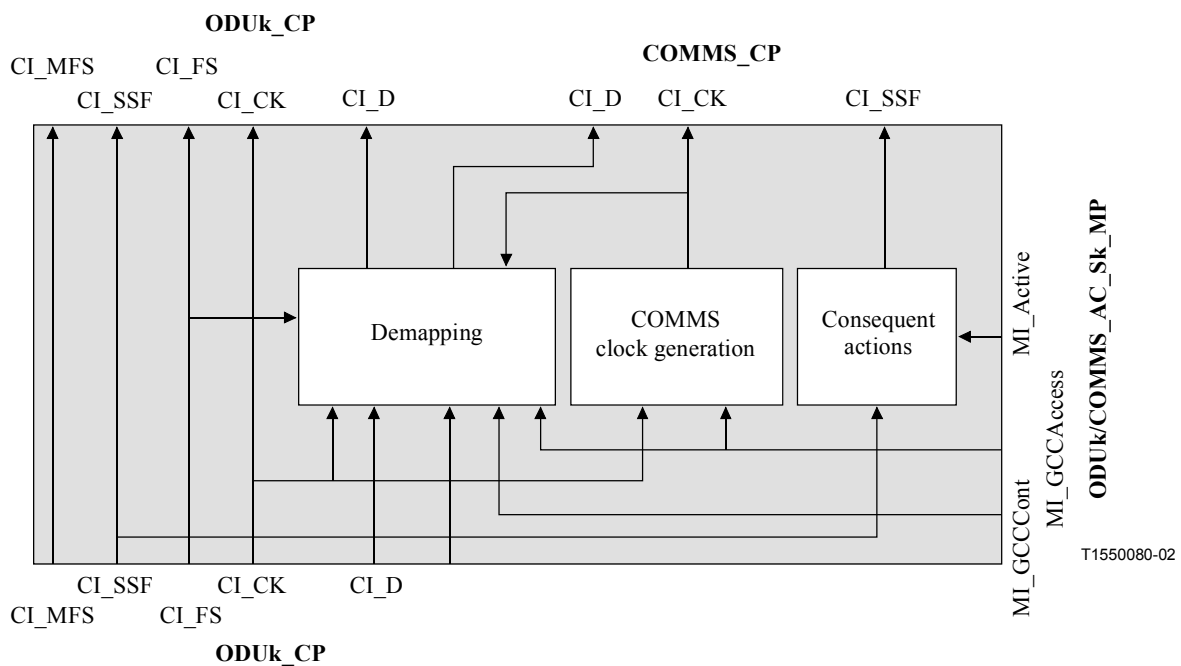 ODUk_CP
CI_MFS CI_FS
COMMS_CP
CI_SSF CI_CK CI_D CI_D CI_CK CI_SSF
Demapping
COMMS
clock generation
Consequent
actions
MI_Active
MI_GCCAccess
MI_GCCCont
ODUk/COMMS_AC_Sk_MP
T1550080-02
CI_SSF CI_CK CI_D
CI_MFS CI_FS
ODUk_CP